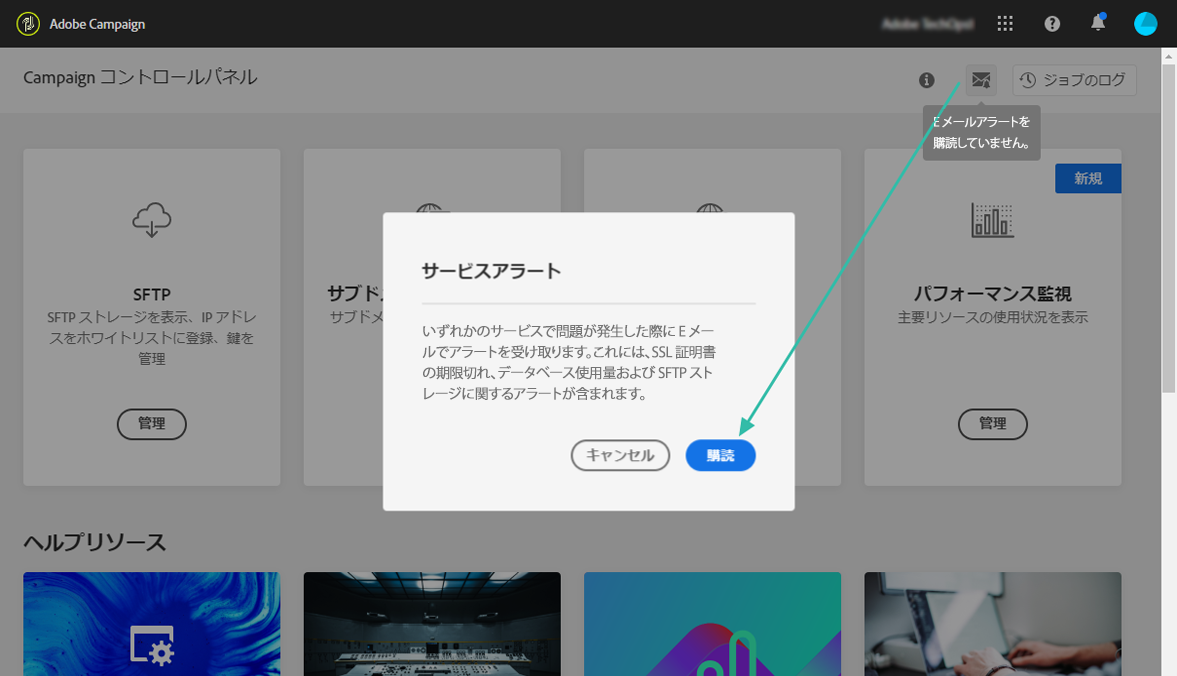 Adobe Campaign
Campaign コントロールパネル
ジョブのログ
E メールアラートを
購読していません。
新規
SFTP
SFTP ストレージを表示、IP アドレ
スをホワイトリストに登録、鍵を
管理
管理
サブド
サブドメ
パフォーマンス監視
主要リソースの使用状況を表示
管理
サービスアラート
いずれかのサービスで問題が発生した際に E メー
ルでアラートを受け取ります。これには、SSL 証明書
の期限切れ、データベース使用量および SFTP スト
レージに関するアラートが含まれます。
キャンセル
購読
ヘルプリソース